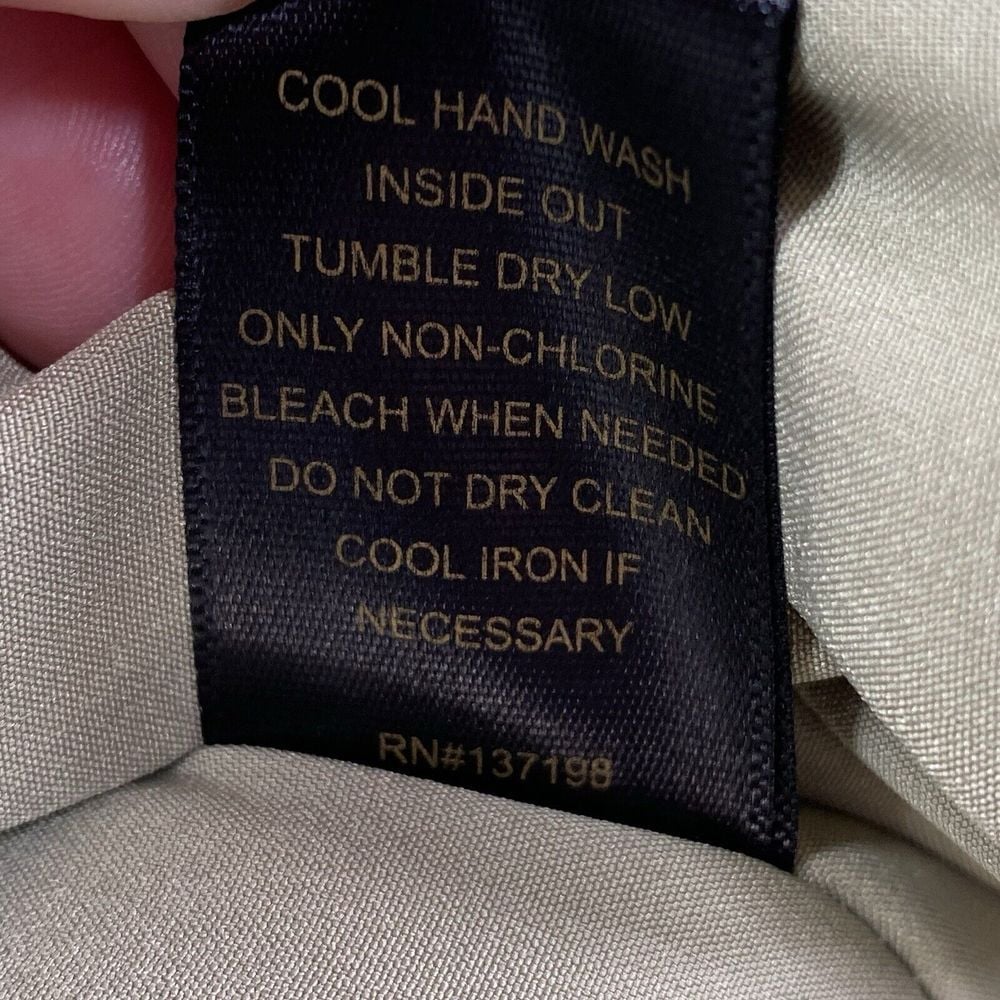 COOL HAND WASH
INSIDE OUT
TUMBLE DRY LOW
ONLY NON-CHLORINE
BLEACH WHEN NEEDED
DO NOT DRY CLEAN
COOL IRON IF
NECESSARY
RN#137198